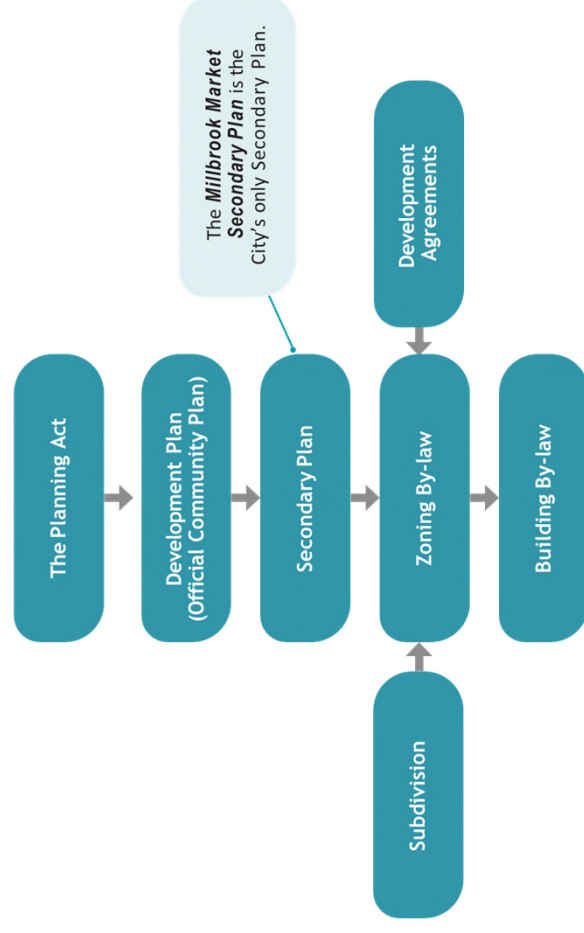 The Planning Act
Development Plan
(Official Community Plan)
The Millbrook Market
Secondary Plan is the
City's only Secondary Plan.
Secondary Plan
Subdivision
Zoning By-law
Development
Agreements
Building By-law